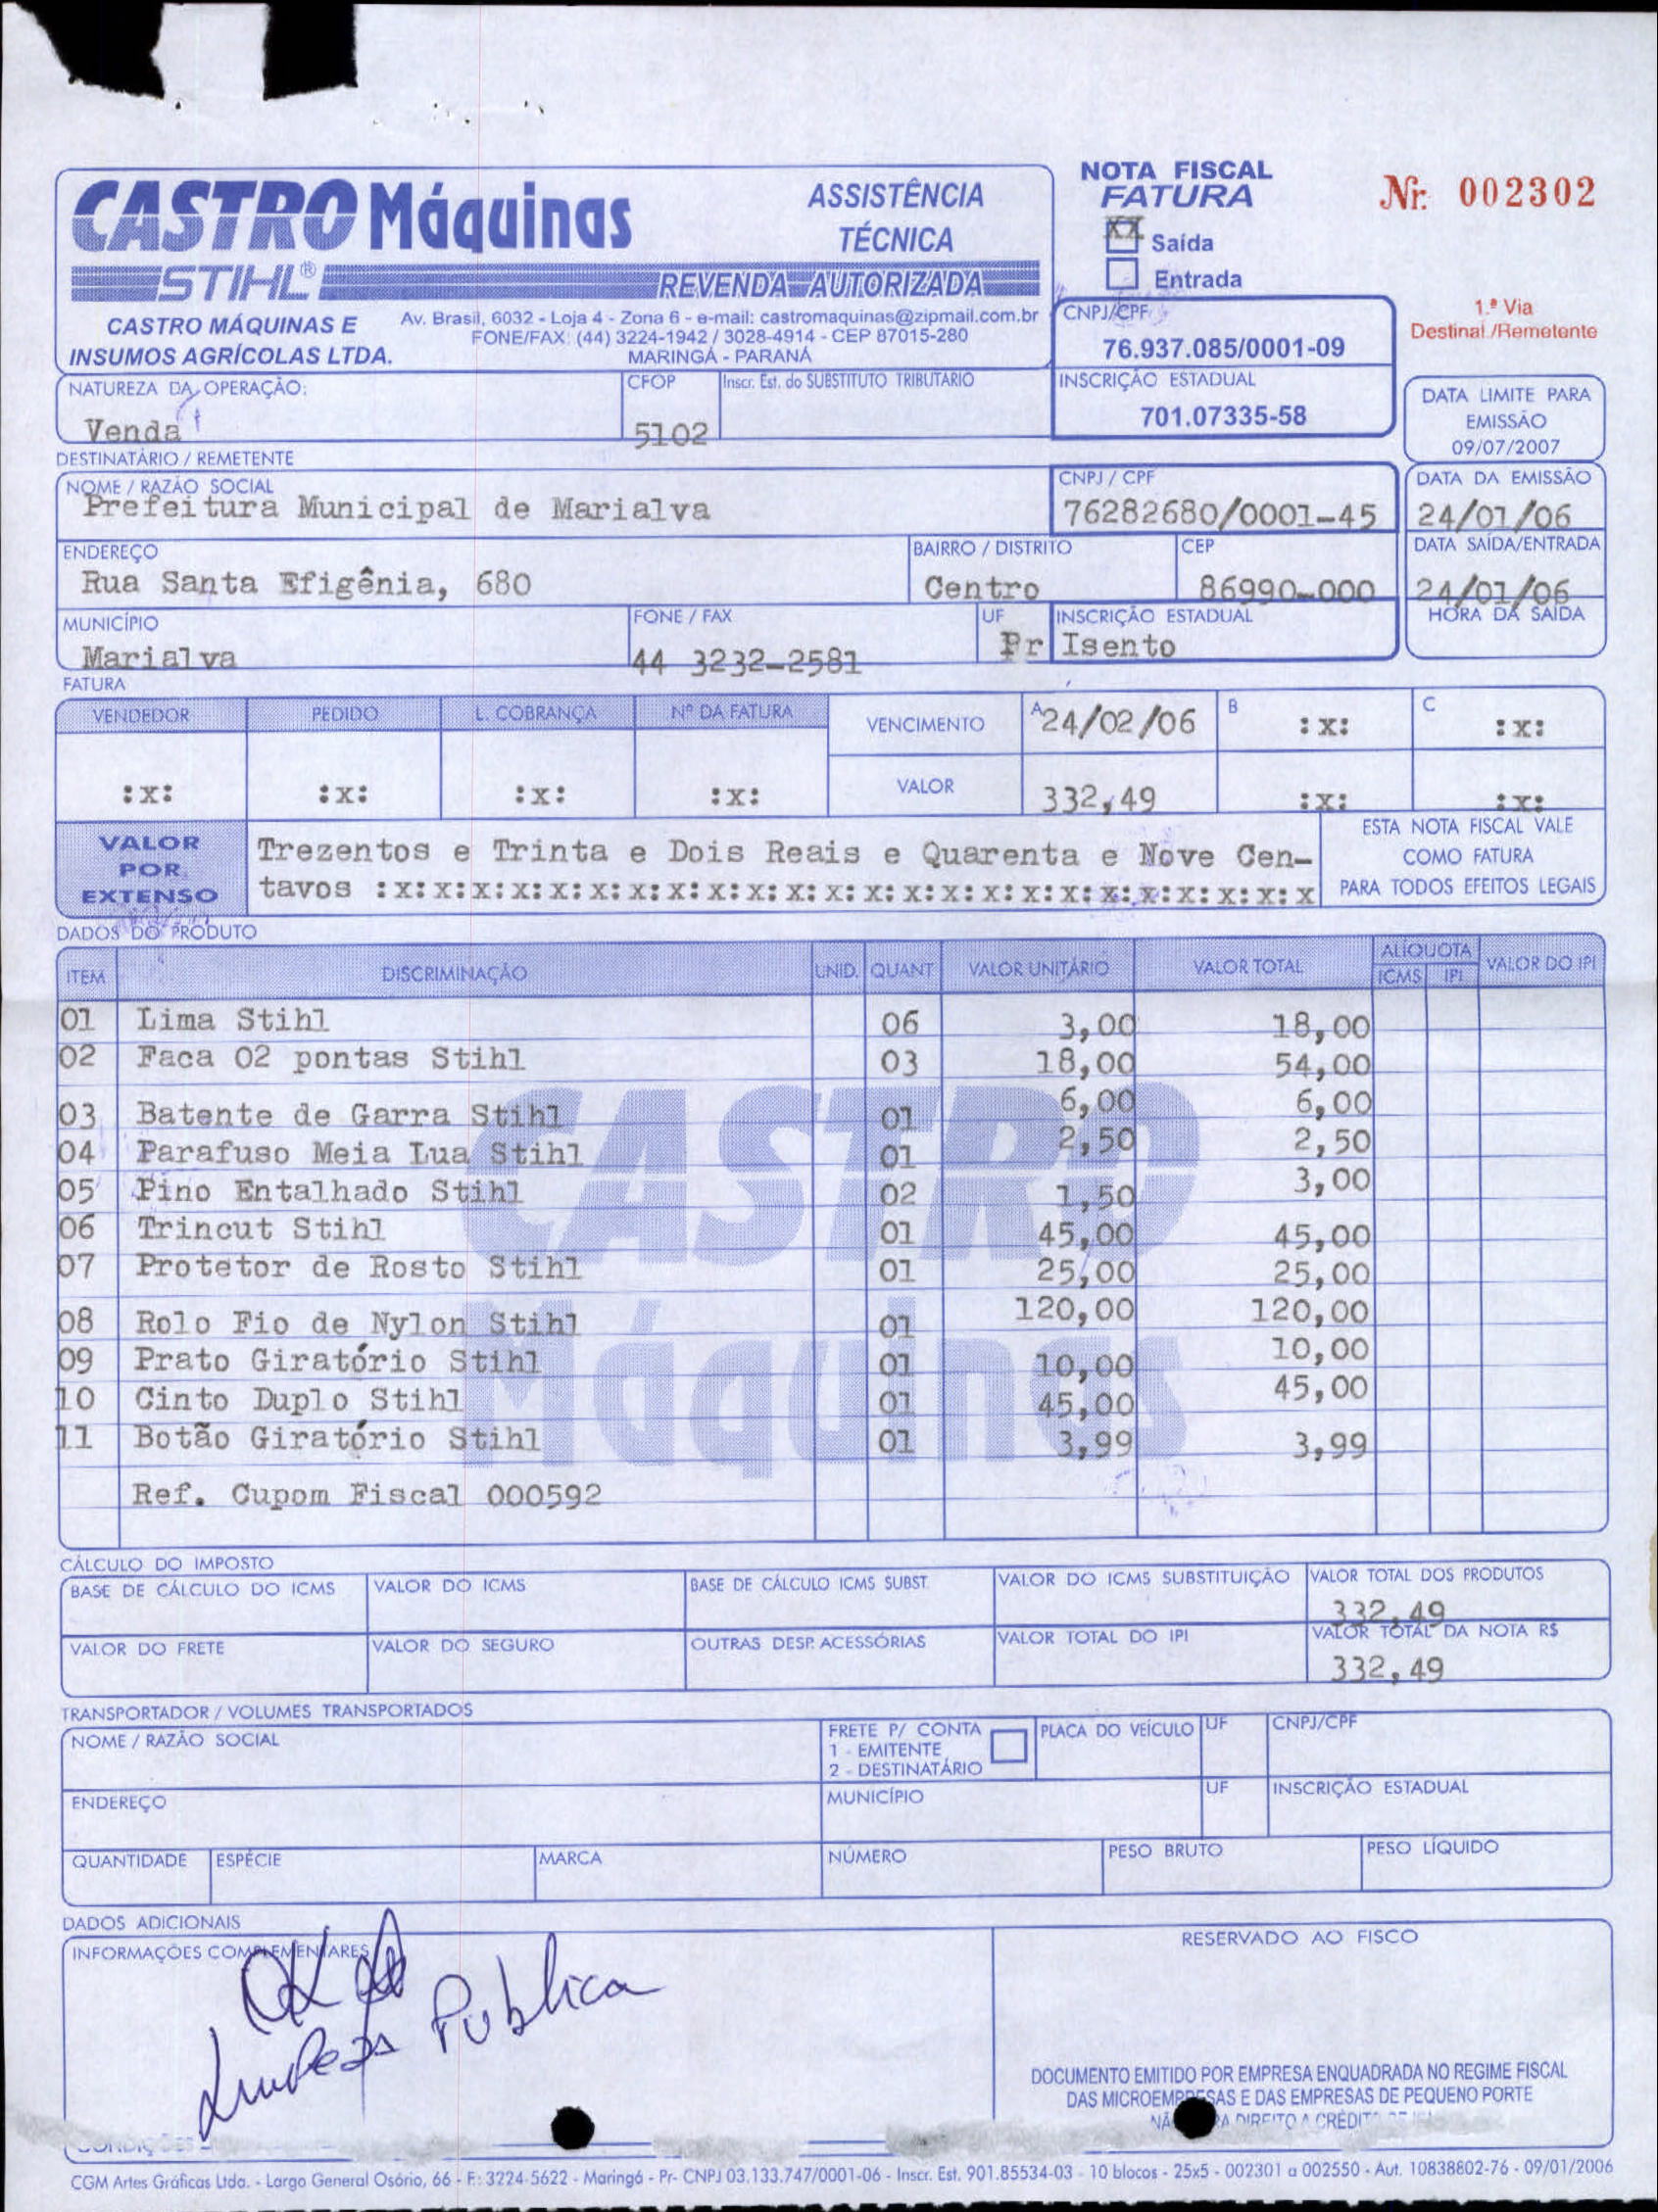 CASTRO Máquinas
STIHL®
ASSISTÊNCIA
TÉCNICA
REVENDA AUTORIZADA
CASTRO MÁQUINAS E
INSUMOS AGRÍCOLAS LTDA.
Av. Brasil, 6032 - Loja 4 - Zona 6 - e-mail: castromaquinas@zipmail.com.br
FONE/FAX: (44) 3224-1942 / 3028-4914 - CEP 87015-280
MARINGÁ - PARANÁ
NOTA FISCAL
FATURA
XX Saída
Entrada
Nr. 002302
1.ª Via
Destinat./Remetente
CNPJ/CPF
76.937.085/0001-09
NATUREZA DA OPERAÇÃO:
Venda
CFOP
5102
Inscr. Est. do SUBSTITUTO TRIBUTÁRIO
INSCRIÇÃO ESTADUAL
701.07335-58
DATA LIMITE PARA
EMISSÃO
09/07/2007
DESTINATÁRIO / REMETENTE
NOME / RAZÃO SOCIAL
Prefeitura Municipal de Marialva
CNPJ / CPF
76282680/0001-45
DATA DA EMISSÃO
24/01/06
ENDEREÇO
Rua Santa Efigênia, 680
BAIRRO / DISTRITO
Centro
CEP
86990-000
DATA SAÍDA/ENTRADA
24/01/06
MUNICÍPIO
Marialva
FONE / FAX
44 3232-2581
UF
Pr
INSCRIÇÃO ESTADUAL
Isento
HORA DA SAÍDA
FATURA
VENDEDOR PEDIDO L. COBRANÇA Nº DA FATURA
VENCIMENTO A 24/02/06 B :x: C :x:
:x: :x: :x: :x:
VALOR 332,49 :x: :x:
VALOR
POR
EXTENSO
Trezentos e Trinta e Dois Reais e Quarenta e Nove Cen-
tavos :x:x:x:x:x:x:x:x:x:x:x:x:x:x:x:x:x:x:x:x:x:x:x:x
ESTA NOTA FISCAL VALE
COMO FATURA
PARA TODOS EFEITOS LEGAIS
DADOS DO PRODUTO
ITEM DISCRIMINAÇÃO UNID. QUANT VALOR UNITÁRIO VALOR TOTAL ALÍQUOTA ICMS IPI VALOR DO IPI
01 Lima Stihl 06 3,00 18,00
02 Faca 02 pontas Stihl 03 18,00 54,00
03 Batente de Garra Stihl 01 6,00 6,00
04 Parafuso Meia Lua Stihl 01 2,50 2,50
05 Pino Entalhado Stihl 02 1,50 3,00
06 Trincut Stihl 01 45,00 45,00
07 Protetor de Rosto Stihl 01 25,00 25,00
08 Rolo Fio de Nylon Stihl 01 120,00 120,00
09 Prato Giratório Stihl 01 10,00 10,00
10 Cinto Duplo Stihl 01 45,00 45,00
11 Botão Giratório Stihl 01 3,99 3,99
Ref. Cupom Fiscal 000592
CASTRO
Máquinas
CÁLCULO DO IMPOSTO
BASE DE CÁLCULO DO ICMS VALOR DO ICMS BASE DE CÁLCULO ICMS SUBST. VALOR DO ICMS SUBSTITUIÇÃO VALOR TOTAL DOS PRODUTOS
332,49
VALOR DO FRETE VALOR DO SEGURO OUTRAS DESP. ACESSÓRIAS VALOR TOTAL DO IPI VALOR TOTAL DA NOTA R$
332,49
TRANSPORTADOR / VOLUMES TRANSPORTADOS
NOME / RAZÃO SOCIAL
FRETE P/ CONTA
1 - EMITENTE
2 - DESTINATÁRIO
PLACA DO VEÍCULO UF CNPJ/CPF
ENDEREÇO MUNICÍPIO UF INSCRIÇÃO ESTADUAL
QUANTIDADE ESPÉCIE MARCA NÚMERO PESO BRUTO PESO LÍQUIDO
DADOS ADICIONAIS
INFORMAÇÕES COMPLEMENTARES
OK
Limpeza Publica
RESERVADO AO FISCO
DOCUMENTO EMITIDO POR EMPRESA ENQUADRADA NO REGIME FISCAL
DAS MICROEMPRESAS E DAS EMPRESAS DE PEQUENO PORTE
DIREITO A CRÉDITO
CGM Artes Gráficas Ltda. - Largo General Osório, 66 - F.: 3224-5622 - Maringá - Pr- CNPJ 03.133.747/0001-06 - Inscr. Est. 901.85534-03 - 10 blocos - 25x5 - 002301 a 002550 - Aut. 10838802-76 - 09/01/2006